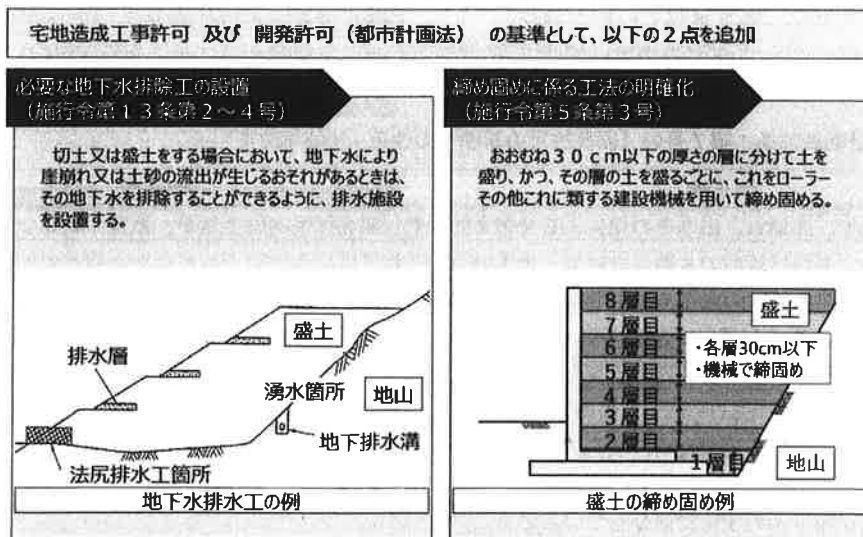 宅地造成工事許可 及び 開発許可（都市計画法） の基準として、以下の２点を追加
必要な地下水排除工の設置
（施行令第１３条第２～４号）
切土又は盛土をする場合において、地下水により
崖崩れ又は土砂の流出が生じるおそれがあるときは、
その地下水を排除することができるように、排水施設
を設置する。
盛土
排水層
湧水箇所
地山
地下排水溝
法尻排水工箇所
地下水排水工の例
締め固めに係る工法の明確化
（施行令第５条第３号）
おおむね３０ｃｍ以下の厚さの層に分けて土を
盛り、かつ、その層の土を盛るごとに、これをローラー
その他これに類する建設機械を用いて締め固める。
８層目
盛土
７層目
６層目
・各層30cm以下
５層目
・機械で締固め
４層目
３層目
２層目
１層目
地山
盛土の締め固め例